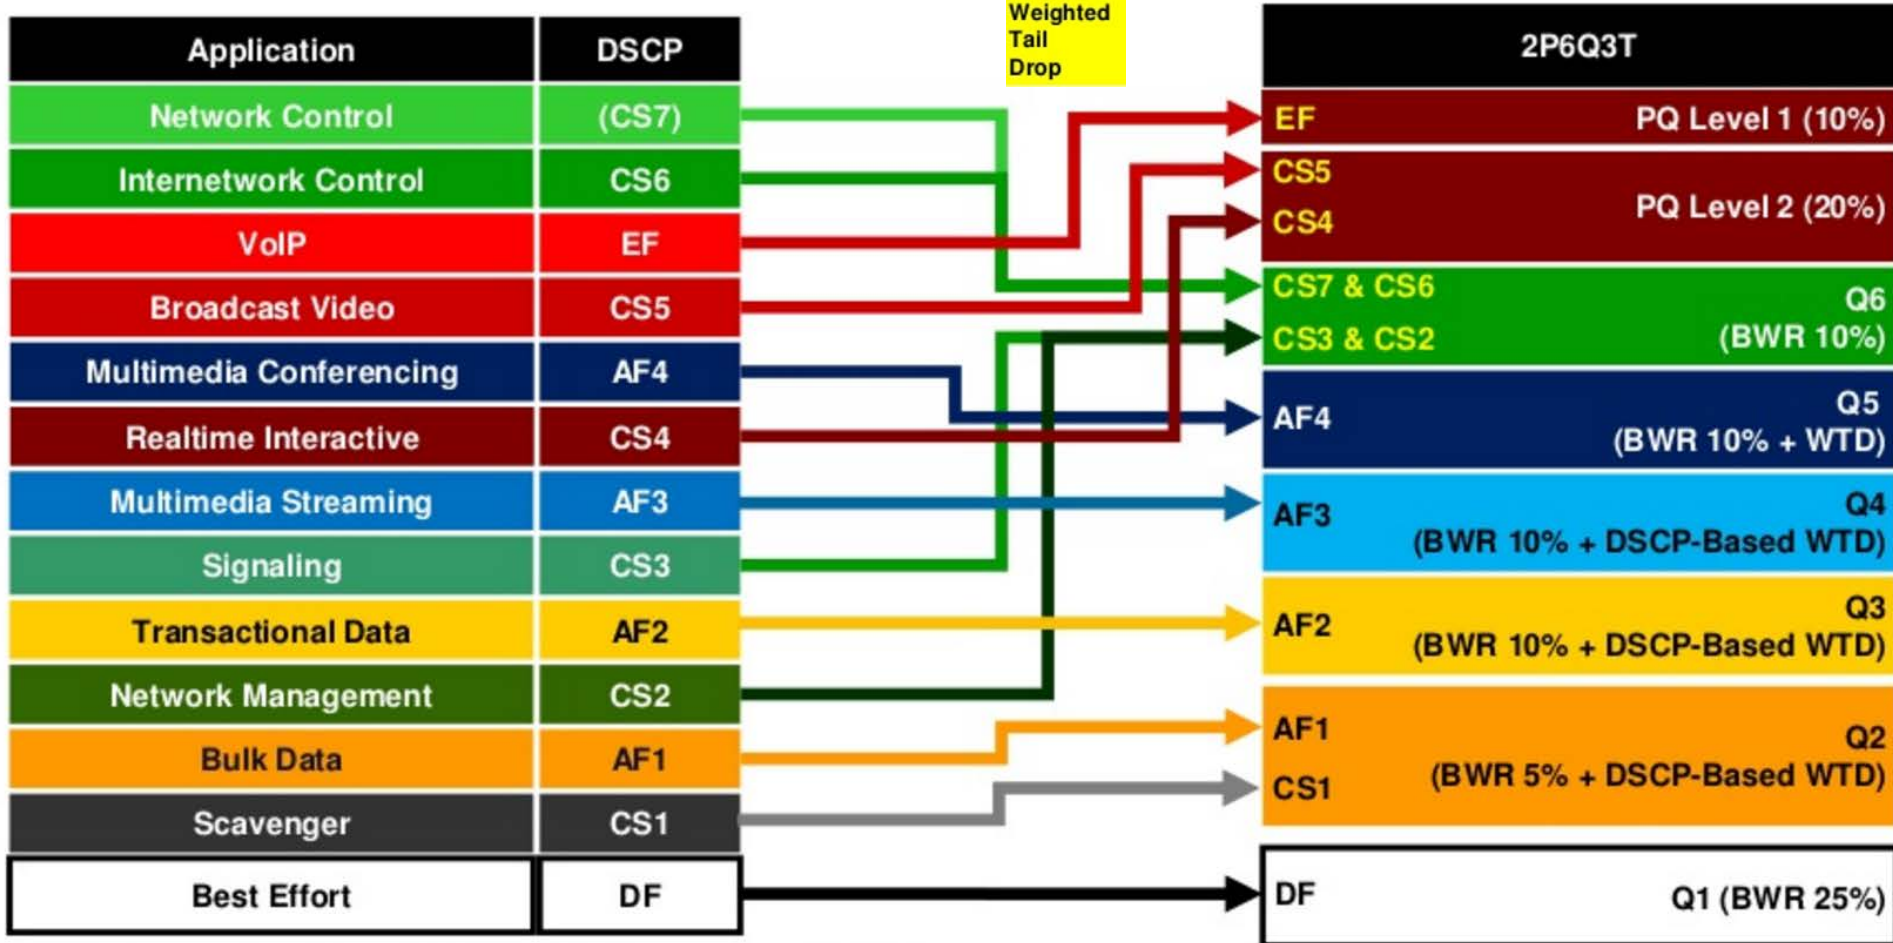 Weighted
Tail
Drop
Application DSCP
Network Control (CS7)
Internetwork Control CS6
VoIP EF
Broadcast Video CS5
Multimedia Conferencing AF4
Realtime Interactive CS4
Multimedia Streaming AF3
Signaling CS3
Transactional Data AF2
Network Management CS2
Bulk Data AF1
Scavenger CS1
Best Effort DF
2P6Q3T
EF PQ Level 1 (10%)
CS5
PQ Level 2 (20%)
CS4
CS7 & CS6
Q6
CS3 & CS2 (BWR 10%)
Q5
AF4
(BWR 10% + WTD)
Q4
AF3
(BWR 10% + DSCP-Based WTD)
Q3
AF2
(BWR 10% + DSCP-Based WTD)
AF1
Q2
(BWR 5% + DSCP-Based WTD)
CS1
DF Q1 (BWR 25%)